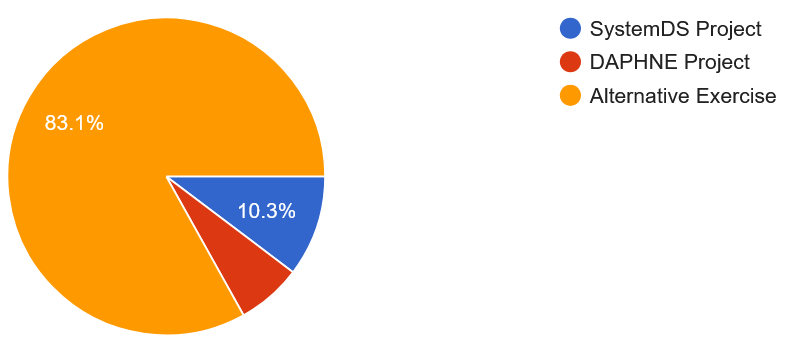 SystemDS Project
DAPHNE Project
Alternative Exercise
83.1%
10.3%